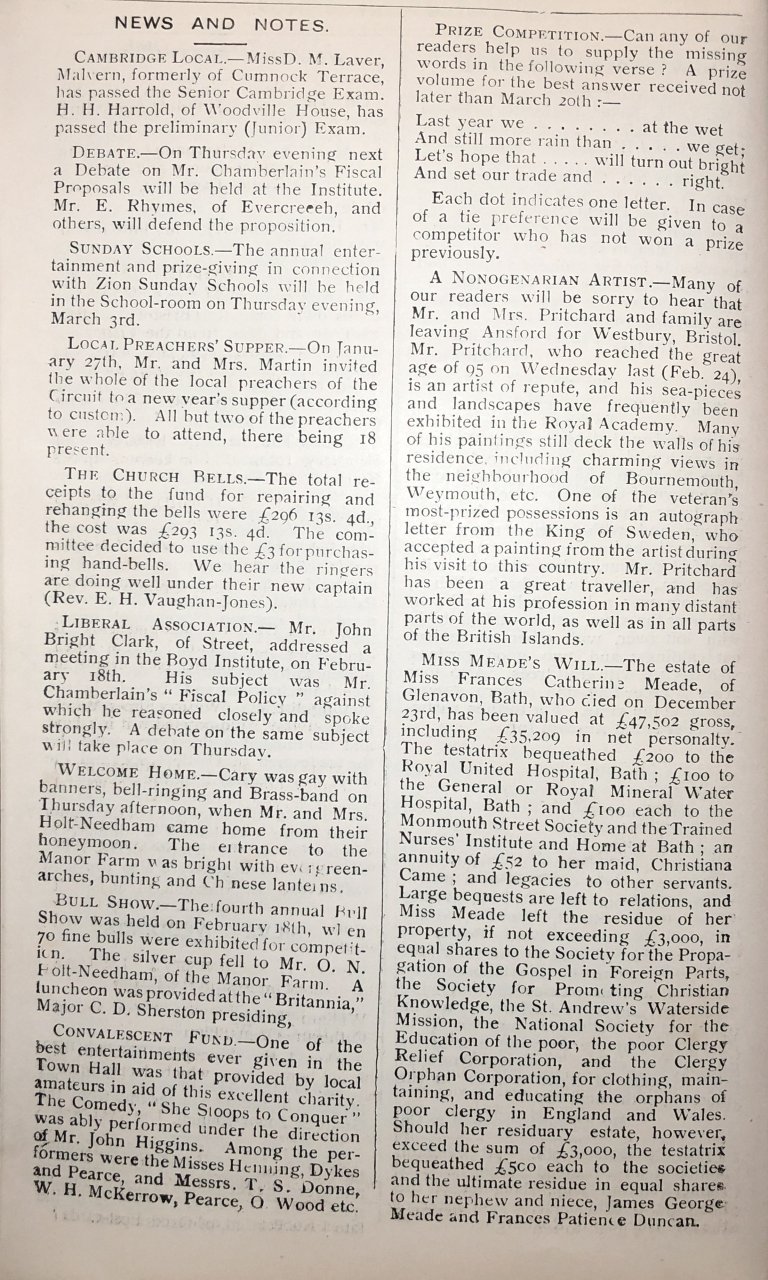 NEWS AND NOTES.
CAMBRIDGE LOCAL.—MissD. M. Laver,
Malvern, formerly of Cumnock Terrace,
has passed the Senior Cambridge Exam.
H. H. Harrold, of Woodville House, has
passed the preliminary (Junior) Exam.
DEBATE.—On Thursday evening next
a Debate on Mr. Chamberlain's Fiscal
Proposals will be held at the Institute.
Mr. E. Rhymes, of Evercreeeh, and
others, will defend the proposition.
SUNDAY SCHOOLS.—The annual enter-
tainment and prize-giving in connection
with Zion Sunday Schools will be held
in the School-room on Thursday evening,
March 3rd.
LOCAL PREACHERS' SUPPER.—On Janu-
ary 27th, Mr. and Mrs. Martin invited
the whole of the local preachers of the
Circuit to a new year's supper (according
to custom). All but two of the preachers
were able to attend, there being 18
present.
THE CHURCH BELLS.—The total re-
ceipts to the fund for repairing and
rehanging the bells were £296 13s. 4d.,
the cost was £293 13s. 4d. The com-
mittee decided to use the £3 for purchas-
ing hand-bells. We hear the ringers
are doing well under their new captain
(Rev. E. H. Vaughan-Jones).
LIBERAL ASSOCIATION.— Mr. John
Bright Clark, of Street, addressed a
meeting in the Boyd Institute, on Febru-
ary 18th. His subject was Mr.
Chamberlain's " Fiscal Policy " against
which he reasoned closely and spoke
strongly. A debate on the same subject
will take place on Thursday.
WELCOME HOME.—Cary was gay with
banners, bell-ringing and Brass-band on
Thursday afternoon, when Mr. and Mrs.
Holt-Needham came home from their
honeymoon. The entrance to the
Manor Farm was bright with evergreen-
arches, bunting and Chinese lanterns.
BULL SHOW.—The fourth annual Bull
Show was held on February 18th, when
70 fine bulls were exhibited for competit-
ion. The silver cup fell to Mr. O. N.
Holt-Needham, of the Manor Farm. A
luncheon was provided at the " Britannia,"
Major C. D. Sherston presiding,
CONVALESCENT FUND.—One of the
best entertainments ever given in the
Town Hall was that provided by local
amateurs in aid of this excellent charity.
The Comedy, " She Stoops to Conquer "
was ably performed under the direction
of Mr. John Higgins. Among the per-
formers were the Misses Henning, Dykes
and Pearce, and Messrs. T. S. Donne,
W. H. McKerrow, Pearce, O Wood etc.
PRIZE COMPETITION.—Can any of our
readers help us to supply the missing
words in the following verse ? A prize
volume for the best answer received not
later than March 20th :—
Last year we . . . . . . . . at the wet
And still more rain than . . . . . we get;
Let's hope that . . . . . will turn out bright
And set our trade and . . . . . . right.
Each dot indicates one letter. In case
of a tie preference will be given to a
competitor who has not won a prize
previously.
A NONOGENARIAN ARTIST.—Many of
our readers will be sorry to hear that
Mr. and Mrs. Pritchard and family are
leaving Ansford for Westbury, Bristol.
Mr. Pritchard, who reached the great
age of 95 on Wednesday last (Feb. 24),
is an artist of repute, and his sea-pieces
and landscapes have frequently been
exhibited in the Royal Academy. Many
of his paintings still deck the walls of his
residence, including charming views in
the neighbourhood of Bournemouth,
Weymouth, etc. One of the veteran's
most-prized possessions is an autograph
letter from the King of Sweden, who
accepted a painting from the artist during
his visit to this country. Mr. Pritchard
has been a great traveller, and has
worked at his profession in many distant
parts of the world, as well as in all parts
of the British Islands.
MISS MEADE'S WILL.—The estate of
Miss Frances Catherine Meade, of
Glenavon, Bath, who died on December
23rd, has been valued at £47,502 gross,
including £35,209 in net personalty.
The testatrix bequeathed £200 to the
Royal United Hospital, Bath ; £100 to
the General or Royal Mineral Water
Hospital, Bath ; and £100 each to the
Monmouth Street Society and the Trained
Nurses' Institute and Home at Bath ; an
annuity of £52 to her maid, Christiana
Came ; and legacies to other servants.
Large bequests are left to relations, and
Miss Meade left the residue of her
property, if not exceeding £3,000, in
equal shares to the Society for the Propa-
gation of the Gospel in Foreign Parts,
the Society for Promoting Christian
Knowledge, the St. Andrew's Waterside
Mission, the National Society for the
Education of the poor, the poor Clergy
Relief Corporation, and the Clergy
Orphan Corporation, for clothing, main-
taining, and educating the orphans of
poor clergy in England and Wales.
Should her residuary estate, however,
exceed the sum of £3,000, the testatrix
bequeathed £500 each to the societies
and the ultimate residue in equal shares
to her nephew and niece, James George
Meade and Frances Patience Duncan.